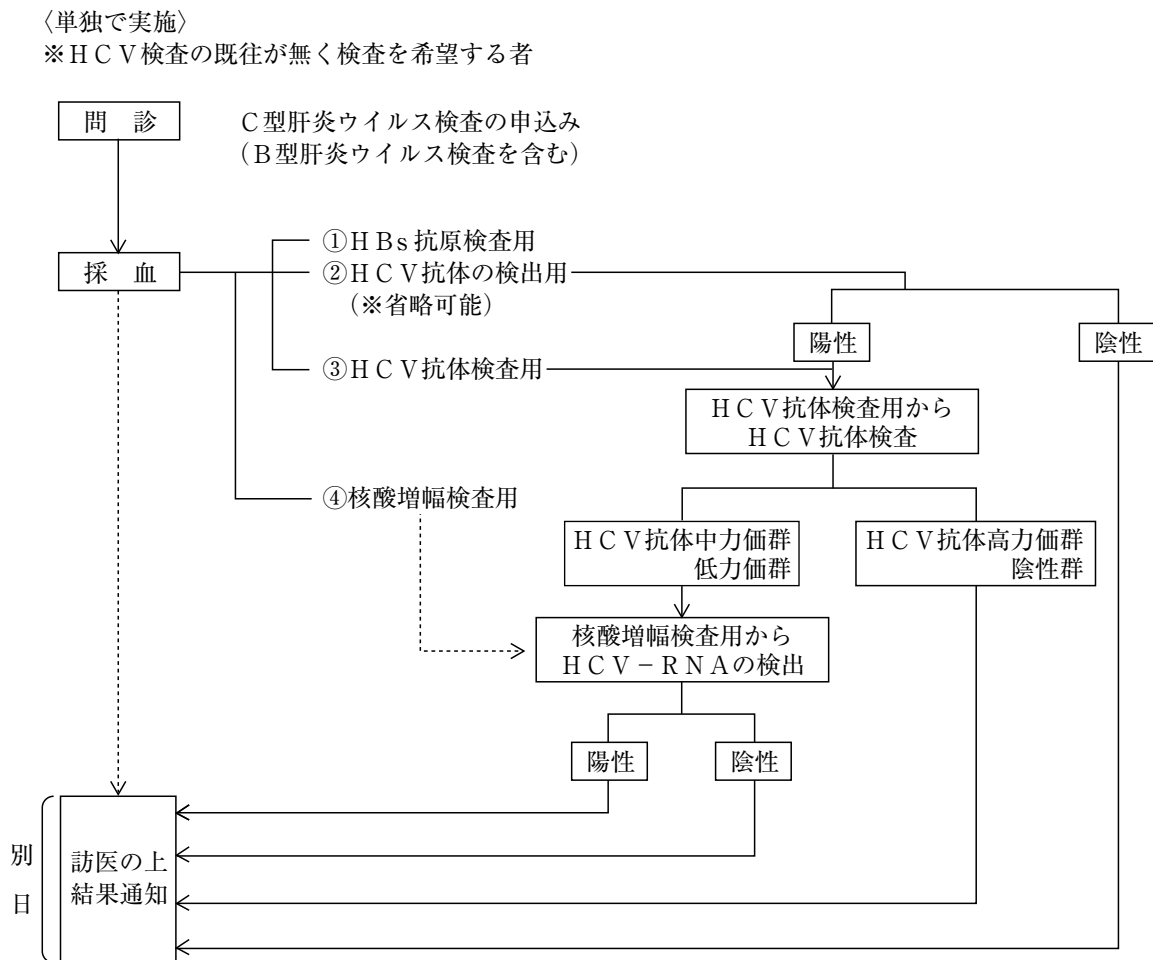 〈単独で実施〉
※ＨＣＶ検査の既往が無く検査を希望する者
問　診
Ｃ型肝炎ウイルス検査の申込み
（Ｂ型肝炎ウイルス検査を含む）
採　血
①ＨＢｓ抗原検査用
②ＨＣＶ抗体の検出用
（※省略可能）
陽性
陰性
③ＨＣＶ抗体検査用
ＨＣＶ抗体検査用から
ＨＣＶ抗体検査
④核酸増幅検査用
ＨＣＶ抗体中力価群
低力価群
ＨＣＶ抗体高力価群
陰性群
核酸増幅検査用から
ＨＣＶ－ＲＮＡの検出
陽性
陰性
別日
訪医の上
結果通知